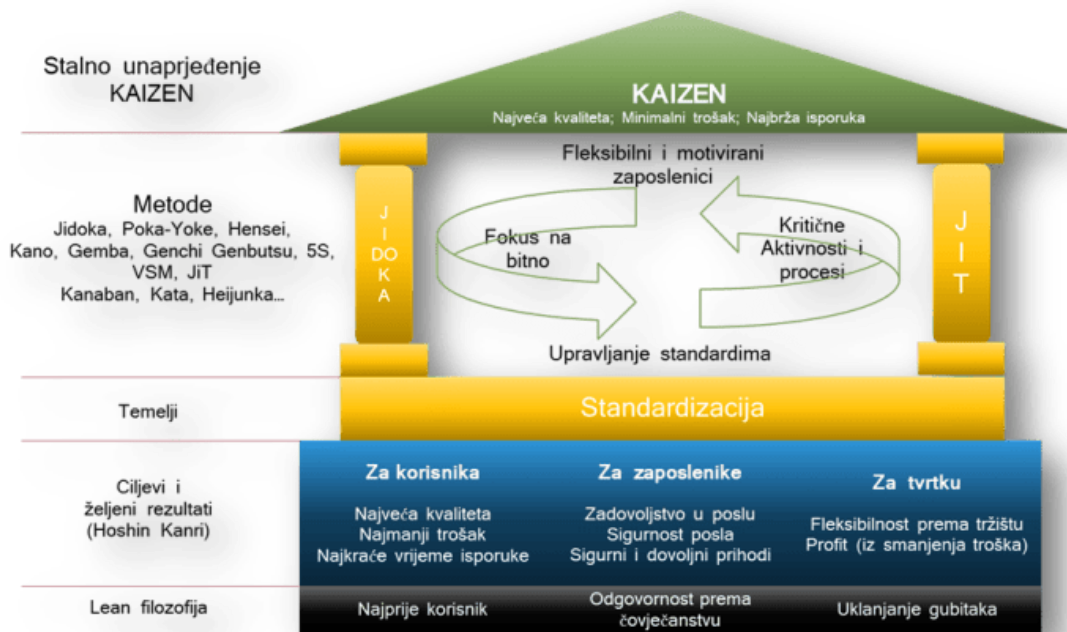 Stalno unaprjeđenje
KAIZEN
KAIZEN
Najveća kvaliteta; Minimalni trošak; Najbrža isporuka
Metode
Jidoka, Poka-Yoke, Hensei,
Kano, Gemba, Genchi Genbutsu, 5S,
VSM, JiT
Kanaban, Kata, Heijunka...
J
I
DO
K
A
Fleksibilni i motivirani
zaposlenici
Fokus na
bitno
Kritične
Aktivnosti i
procesi
Upravljanje standardima
J
I
T
Temelji
Standardizacija
Ciljevi i
željeni rezultati
(Hoshin Kanri)
Za korisnika
Najveća kvaliteta
Najmanji trošak
Najkraće vrijeme isporuke
Za zaposlenike
Zadovoljstvo u poslu
Sigurnost posla
Sigurni i dovoljni prihodi
Za tvrtku
Fleksibilnost prema tržištu
Profit (iz smanjenja troška)
Lean filozofija
Najprije korisnik
Odgovornost prema
čovječanstvu
Uklanjanje gubitaka